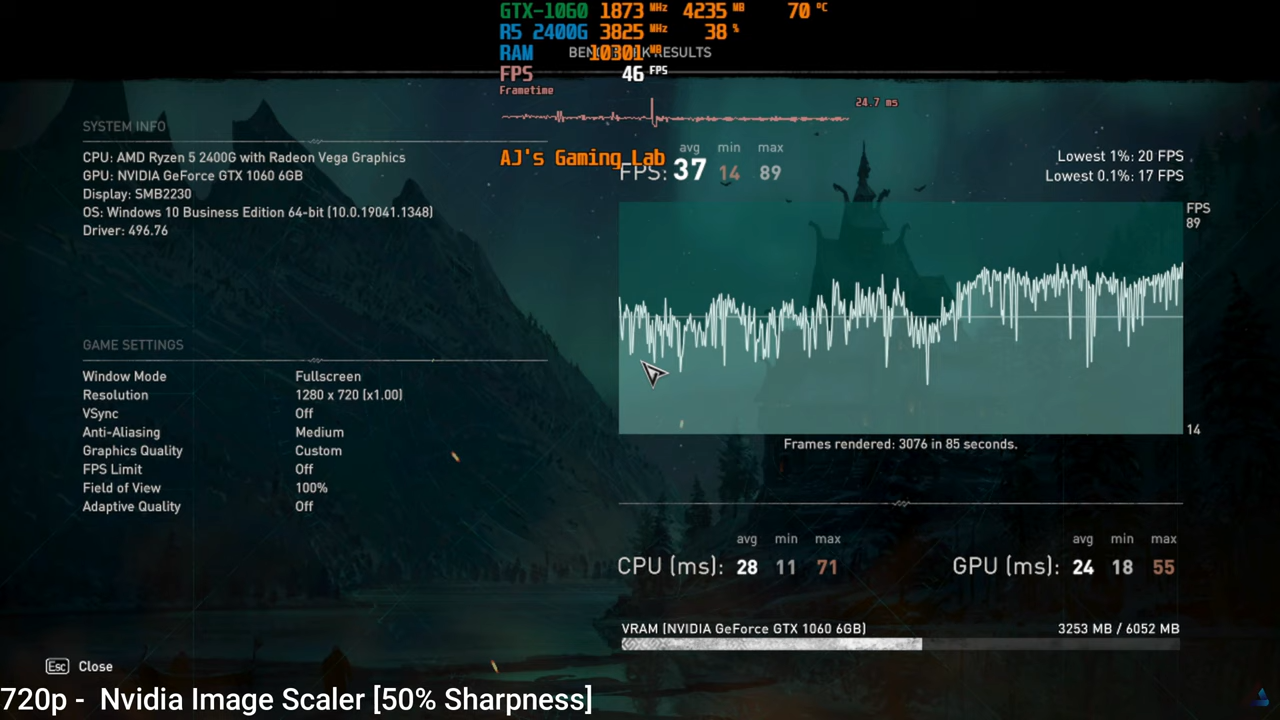 GTX-1060 1873 MHz 4235 MB 70 °C
R5 2400G 3825 MHz 38 %
RAM 10301 MB
RESULTS
FPS 46 FPS
Frametime
24.7 ms
AJ's Gaming Lab
SYSTEM INFO
CPU: AMD Ryzen 5 2400G with Radeon Vega Graphics
GPU: NVIDIA GeForce GTX 1060 6GB
Display: SMB2230
OS: Windows 10 Business Edition 64-bit (10.0.19041.1348)
Driver: 496.76
avg min max
FPS: 37 14 89
Lowest 1%: 20 FPS
Lowest 0.1%: 17 FPS
FPS
89
14
Frames rendered: 3076 in 85 seconds.
GAME SETTINGS
Window Mode Fullscreen
Resolution 1280 x 720 (x1.00)
VSync Off
Anti-Aliasing Medium
Graphics Quality Custom
FPS Limit Off
Field of View 100%
Adaptive Quality Off
avg min max
CPU (ms): 28 11 71
avg min max
GPU (ms): 24 18 55
VRAM (NVIDIA GeForce GTX 1060 6GB) 3253 MB / 6052 MB
Esc Close
720p - Nvidia Image Scaler [50% Sharpness]